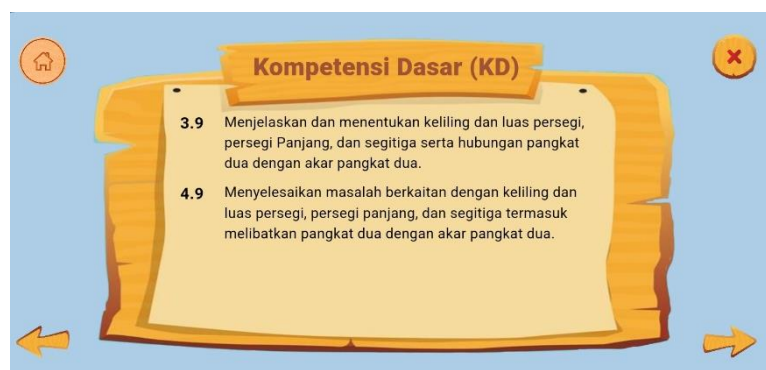 Kompetensi Dasar (KD)
3.9 Menjelaskan dan menentukan keliling dan luas persegi,
persegi Panjang, dan segitiga serta hubungan pangkat
dua dengan akar pangkat dua.
4.9 Menyelesaikan masalah berkaitan dengan keliling dan
luas persegi, persegi panjang, dan segitiga termasuk
melibatkan pangkat dua dengan akar pangkat dua.